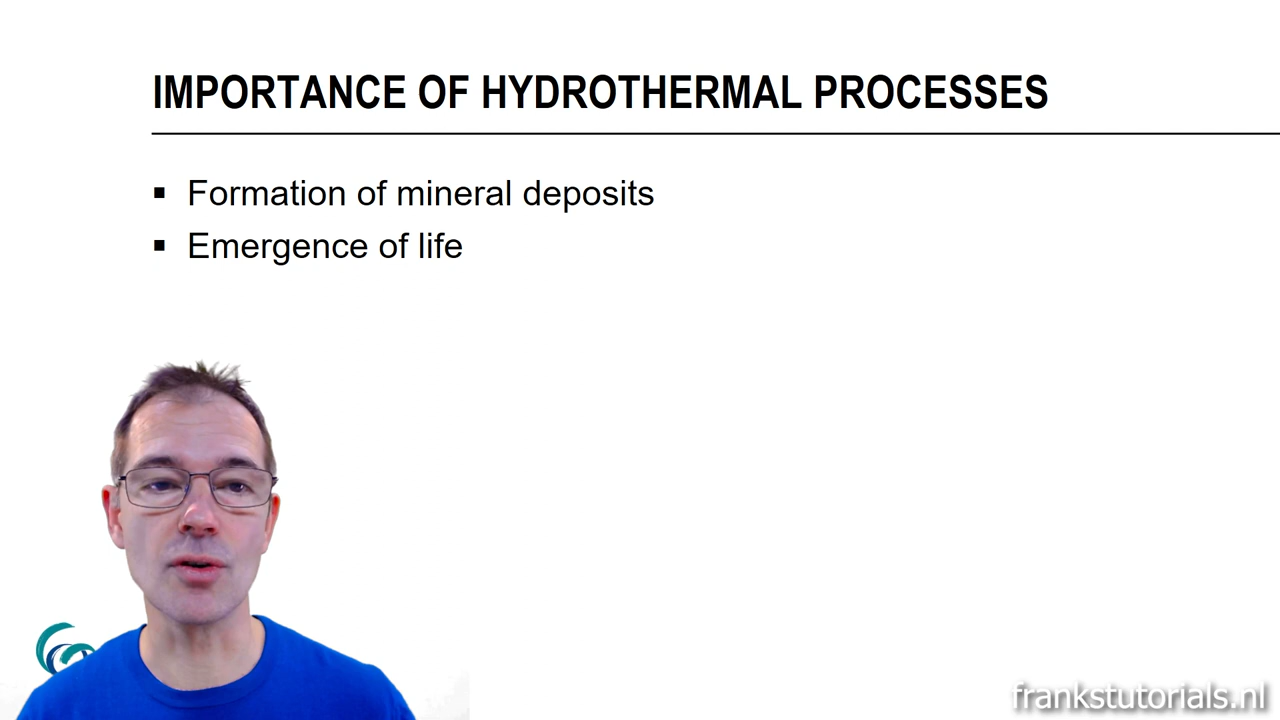 IMPORTANCE OF HYDROTHERMAL PROCESSES
▪ Formation of mineral deposits
▪ Emergence of life
frankstutorials.nl